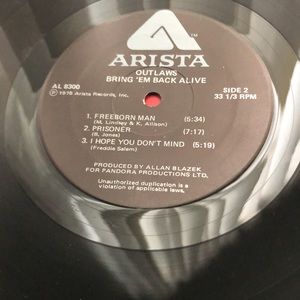 TM
ARISTA
OUTLAWS
BRING 'EM BACK ALIVE
AL 8300
Ⓟ 1978 Arista Records, Inc.
SIDE 2
33 1/3 RPM
1. FREEBORN MAN (5:34)
(M. Lindsey & K. Allison)
2. PRISONER (7:17)
(B. Jones)
3. I HOPE YOU DON'T MIND (5:19)
(Freddie Salem)
PRODUCED BY ALLAN BLAZEK
FOR PANDORA PRODUCTIONS LTD.
Unauthorized duplication is a
violation of applicable laws.